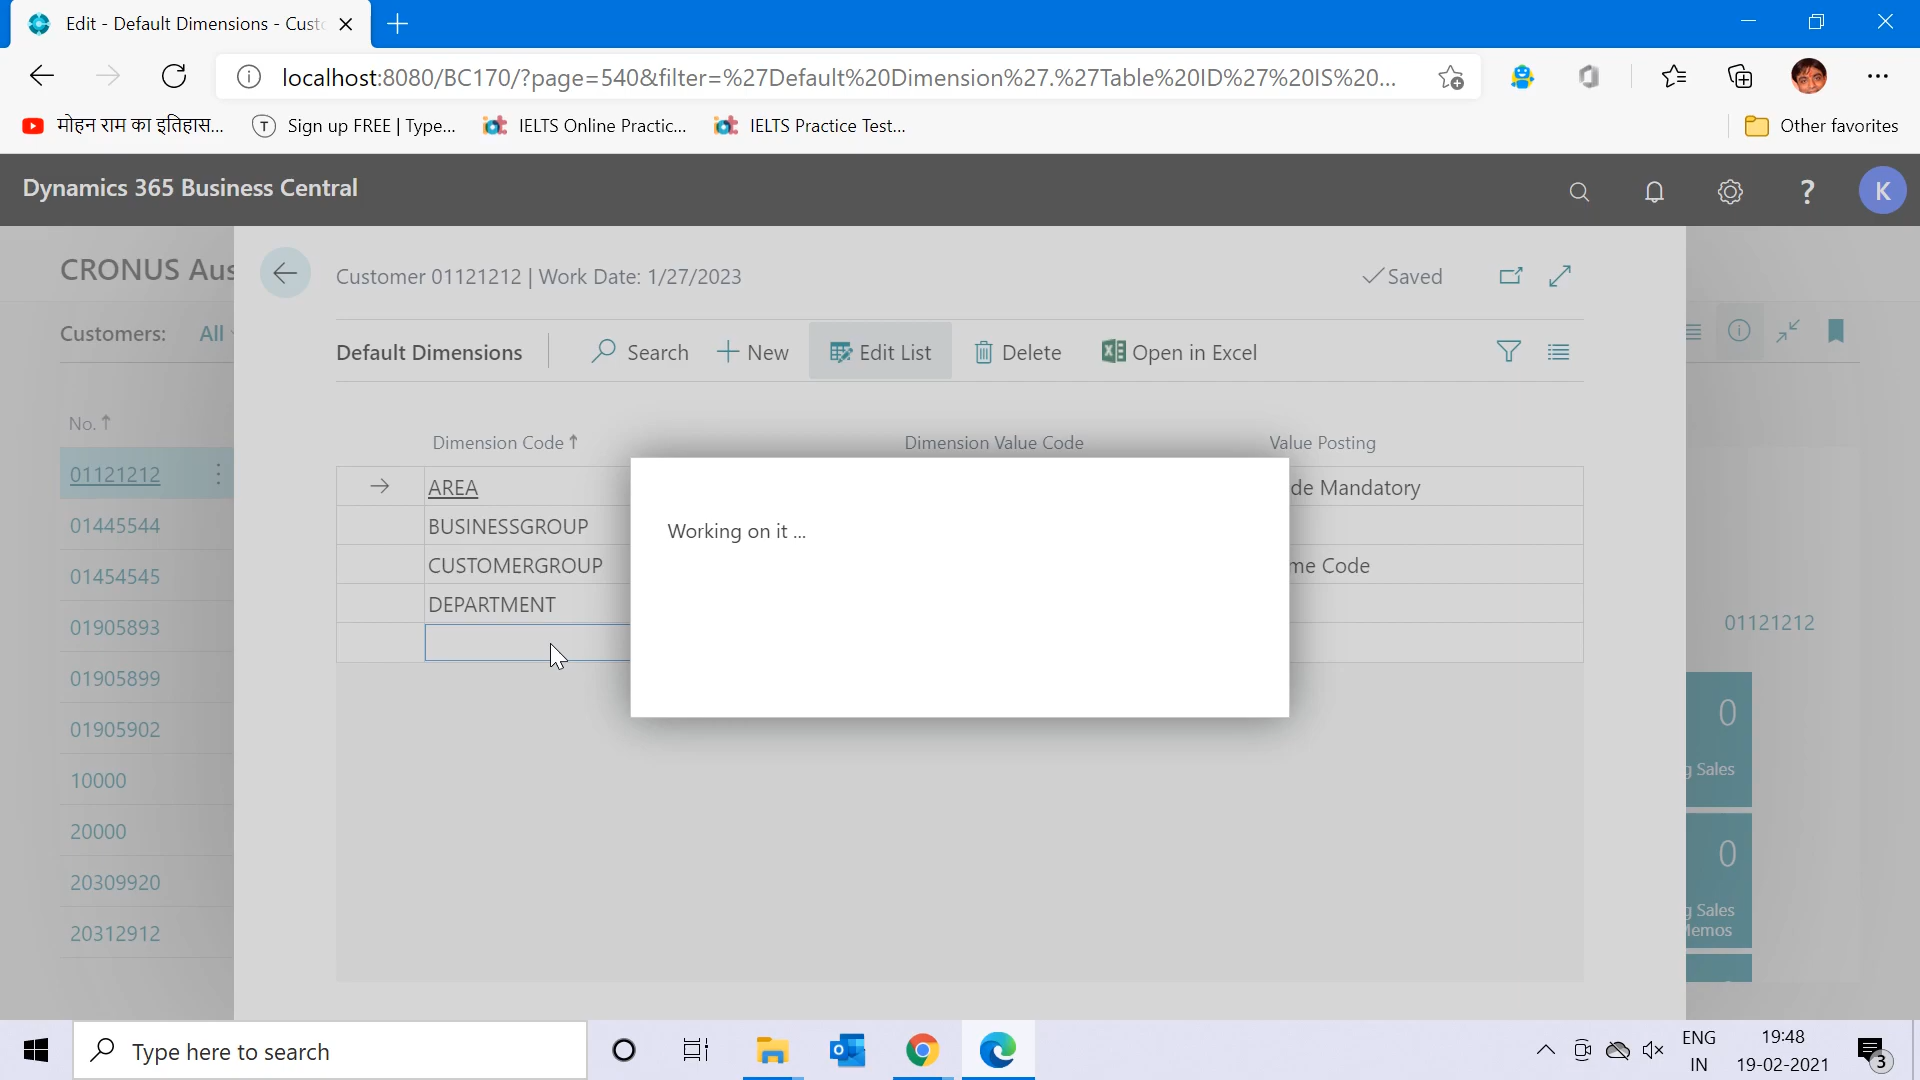 Edit - Default Dimensions - Cust
localhost:8080/BC170/?page=540&filter=%27Default%20Dimension%27.%27Table%20ID%27%20IS%20...
मोहन राम का इतिहास...
Sign up FREE | Type...
IELTS Online Practic...
IELTS Practice Test...
Other favorites
Dynamics 365 Business Central
K
CRONUS Aus
Customer 01121212 | Work Date: 1/27/2023
Saved
Customers: All
Default Dimensions
Search
New
Edit List
Delete
Open in Excel
No. ↑
01121212
01445544
01454545
01905893
01905899
01905902
10000
20000
20309920
20312912
Dimension Code ↑
Dimension Value Code
Value Posting
AREA
de Mandatory
BUSINESSGROUP
CUSTOMERGROUP
me Code
DEPARTMENT
Working on it ...
01121212
0
g Sales
0
g Sales
Memos
Type here to search
ENG
IN
19:48
19-02-2021
3